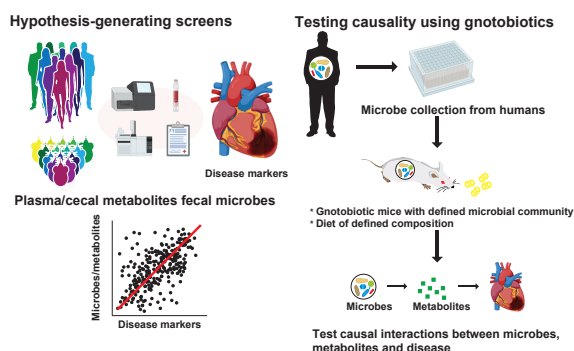 Hypothesis-generating screens
Disease markers
Plasma/cecal metabolites fecal microbes
Microbes/metabolites
Disease markers
Testing causality using gnotobiotics
Microbe collection from humans
* Gnotobiotic mice with defined microbial community
* Diet of defined composition
Microbes
Metabolites
Test causal interactions between microbes,
metabolites and disease